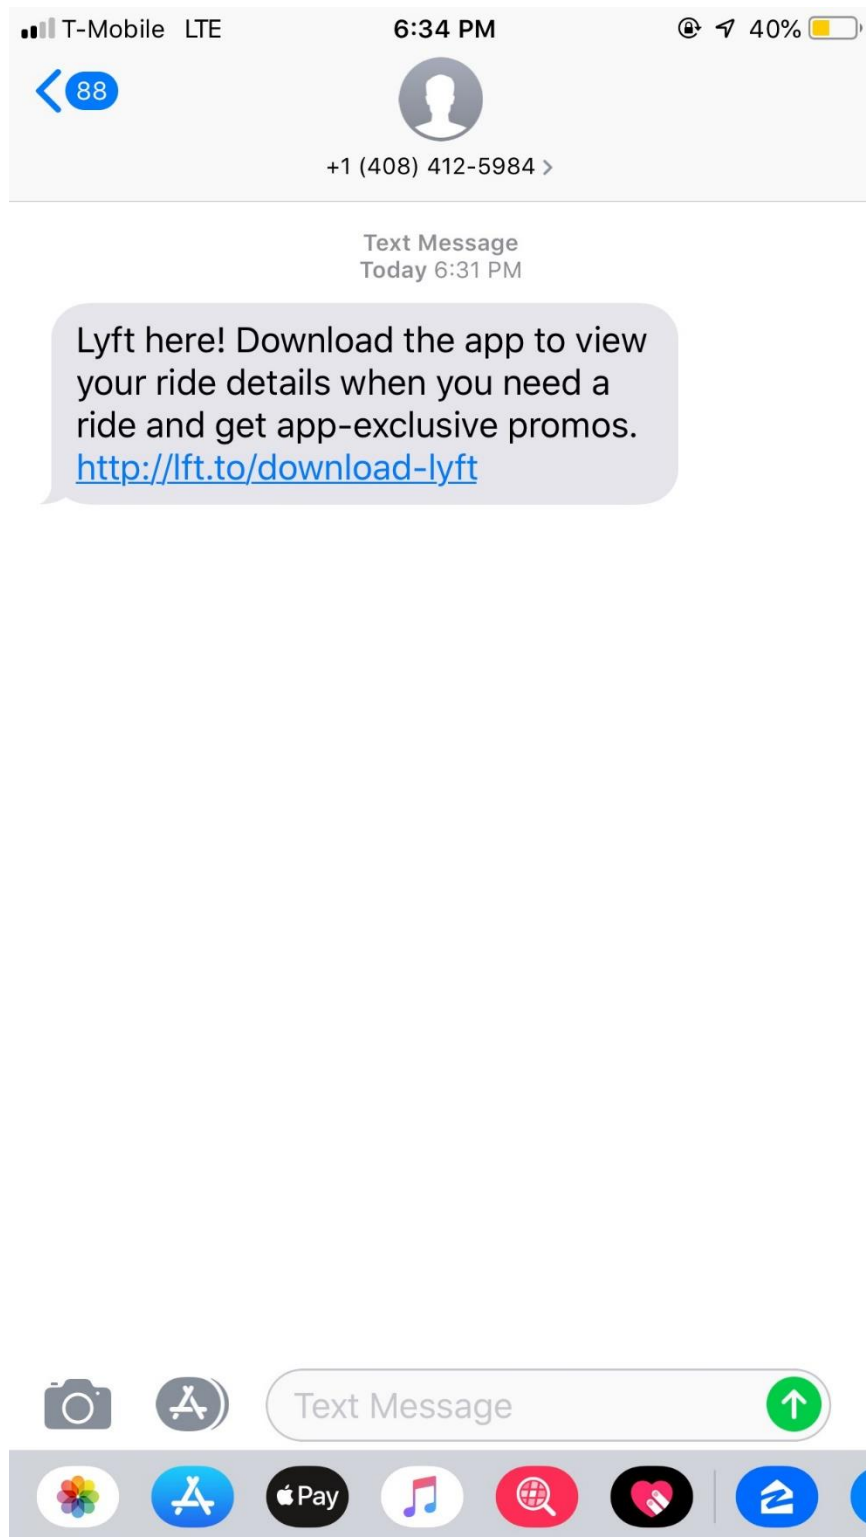 T-Mobile LTE 6:34 PM 40%
88
+1 (408) 412-5984 >
Text Message
Today 6:31 PM
Lyft here! Download the app to view
your ride details when you need a
ride and get app-exclusive promos.
http://lft.to/download-lyft
Text Message
Pay